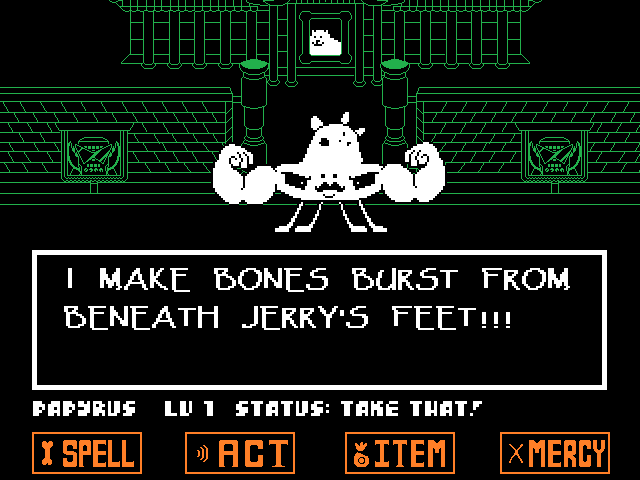 I MAKE BONES BURST FROM
BENEATH JERRY'S FEET!!!
PAPYRUS LV 1 STATUS: TAKE THAT!
SPELL ACT ITEM MERCY